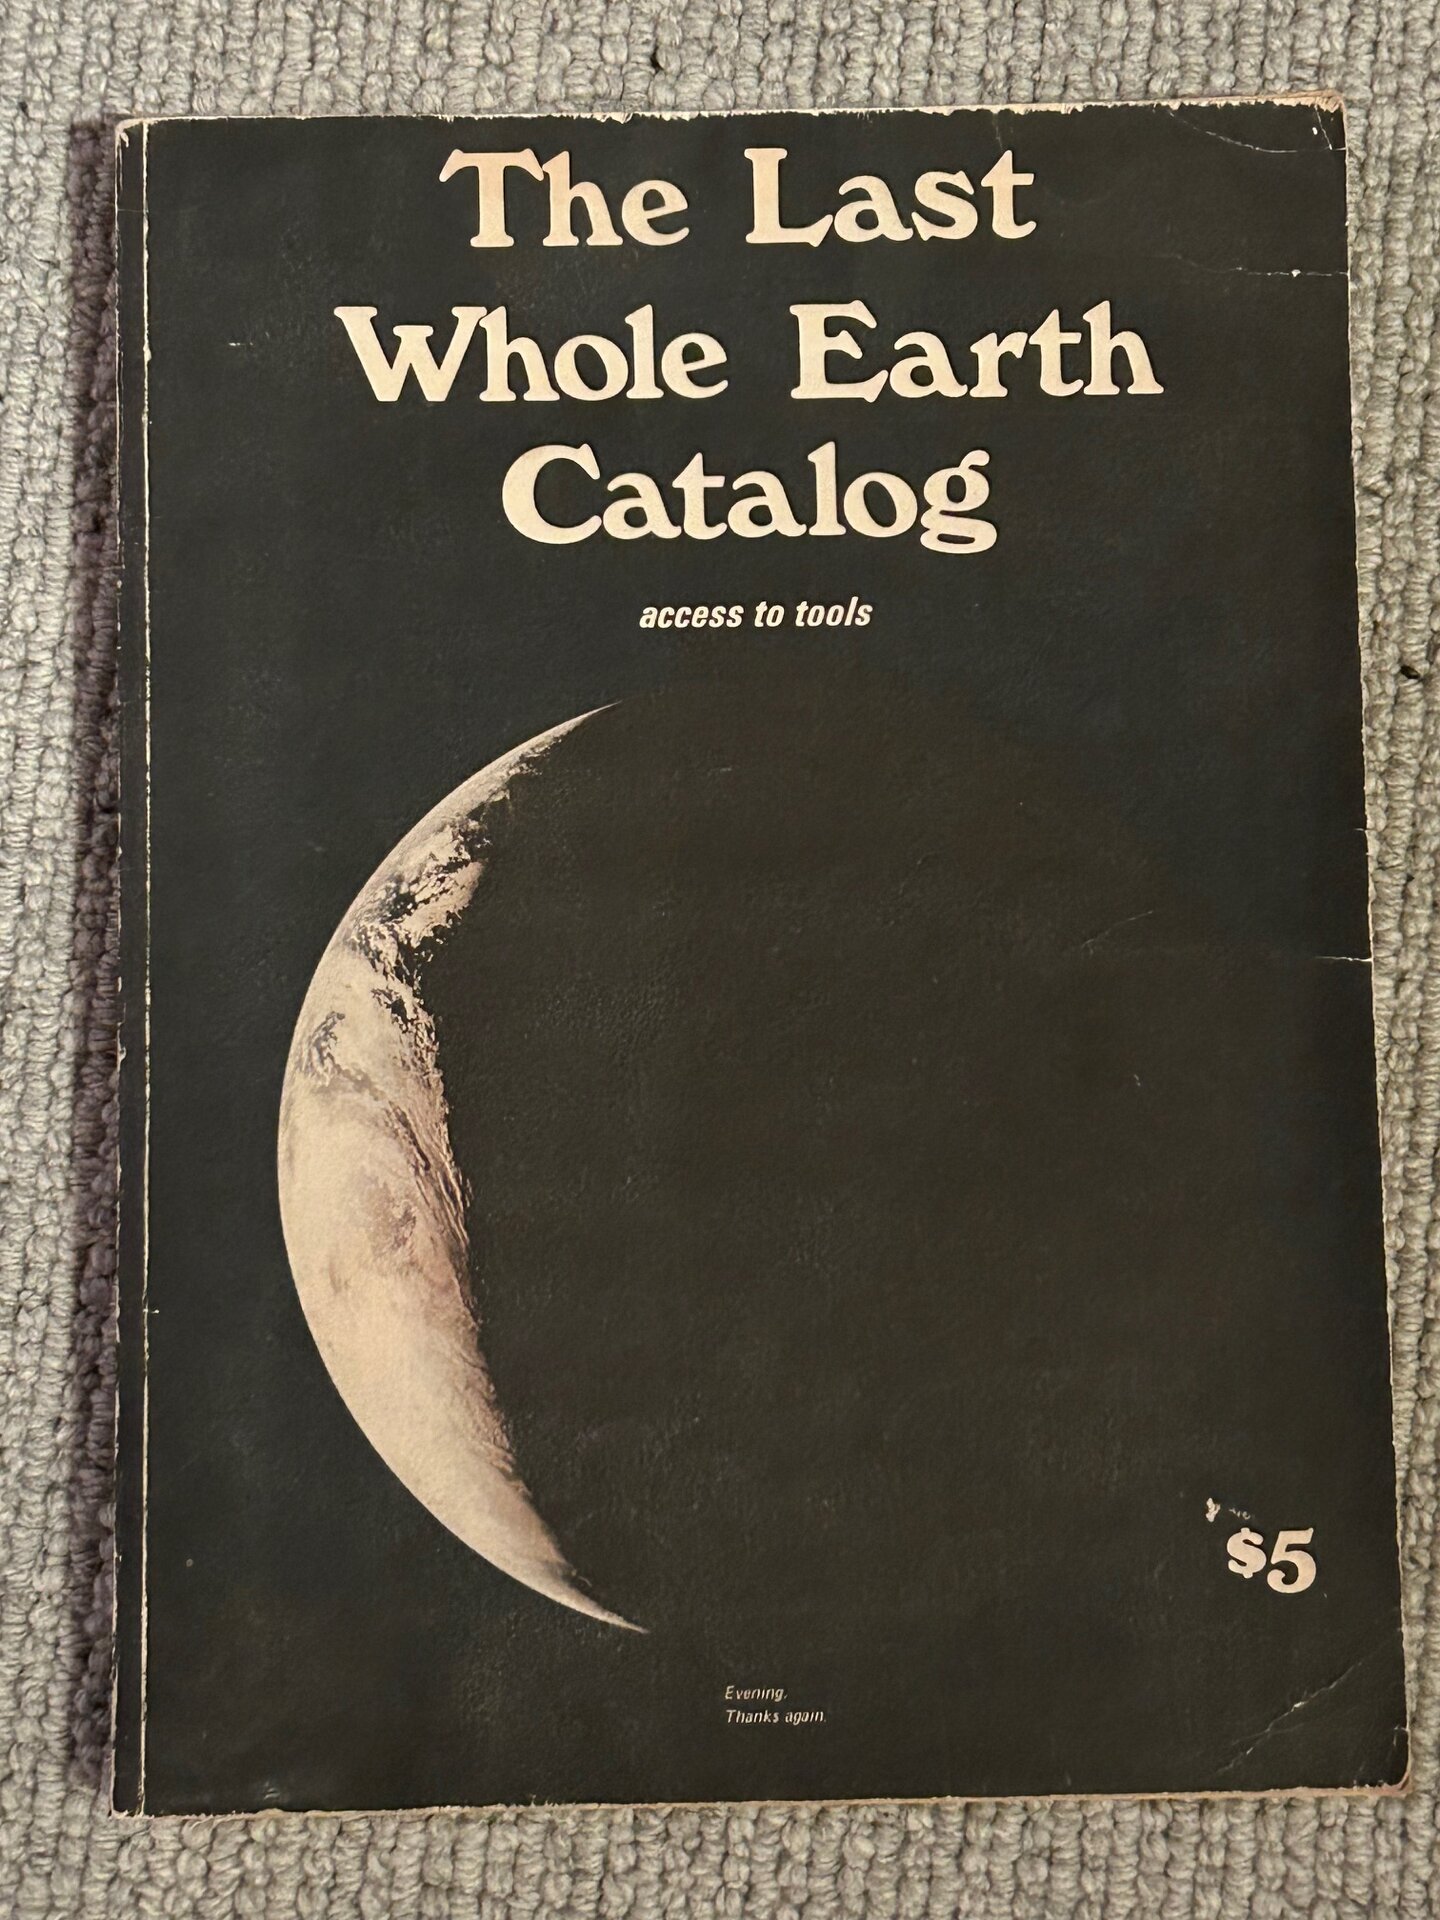 The Last
Whole Earth
Catalog
access to tools
$5
Evening.
Thanks again.